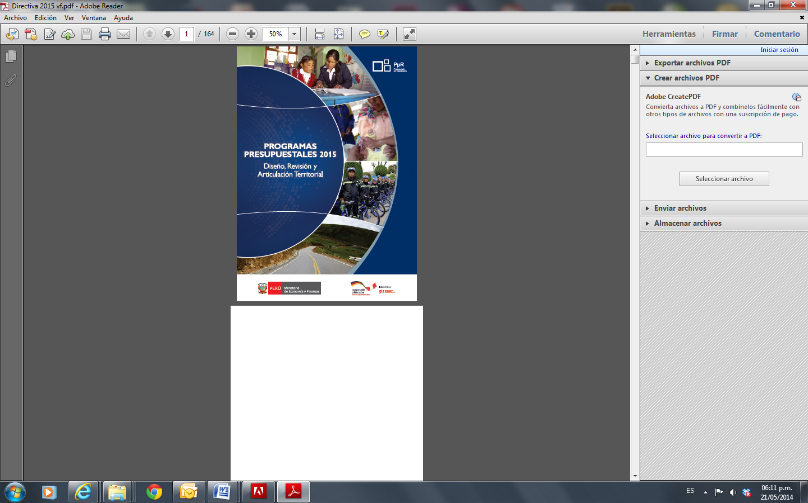 Directiva 2015 vf.pdf - Adobe Reader
Archivo Edición Ver Ventana Ayuda
1 / 164 50% Herramientas Firmar Comentario
Iniciar sesión
Exportar archivos PDF
Crear archivos PDF
Adobe CreatePDF
Convierta archivos a PDF y combínelos fácilmente con
otros tipos de archivos con una suscripción de pago.
Seleccionar archivo para convertir a PDF:
Seleccionar archivo
Enviar archivos
Almacenar archivos
PpR
PROGRAMAS
PRESUPUESTALES 2015
Diseño, Revisión y
Articulación Territorial
PERÚ Ministerio
de Economía y Finanzas
giz
ES 06:11 p.m.
21/05/2014